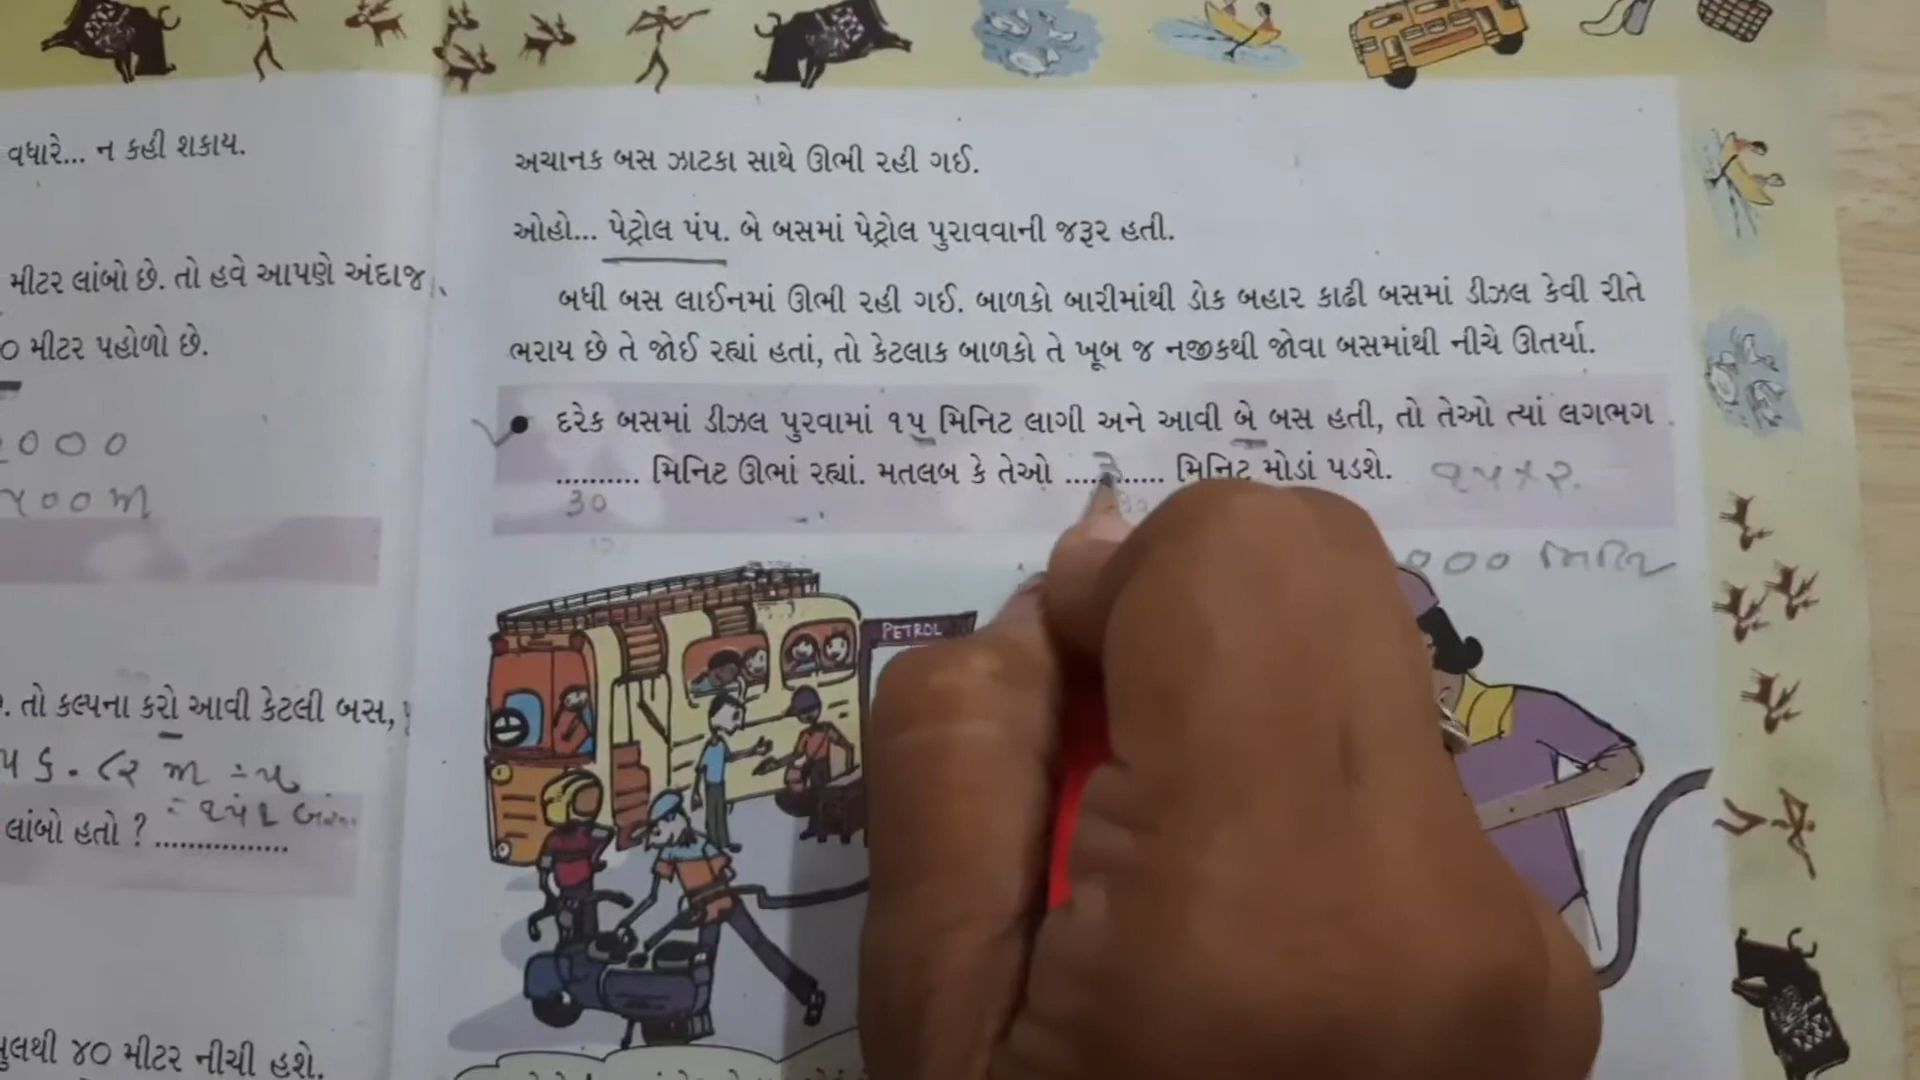 વધારે... ન કહી શકાય.
મીટર લાંબો છે. તો હવે આપણે અંદાજ
૦ મીટર પહોળો છે.
૦૦૦
૫૦૦ મ
. તો કલ્પના કરો આવી કેટલી બસ,
લાંબો હતો ? ................
૪૦ મીટર નીચી હશે.
અચાનક બસ ઝાટકા સાથે ઊભી રહી ગઈ.
ઓહો... પેટ્રોલ પંપ. બે બસમાં પેટ્રોલ પુરાવવાની જરૂર હતી.
બધી બસ લાઈનમાં ઊભી રહી ગઈ. બાળકો બારીમાંથી ડોક બહાર કાઢી બસમાં ડીઝલ કેવી રીતે
ભરાય છે તે જોઈ રહ્યાં હતાં, તો કેટલાક બાળકો તે ખૂબ જ નજીકથી જોવા બસમાંથી નીચે ઊતર્યા.
● દરેક બસમાં ડીઝલ પુરવામાં ૧૫ મિનિટ લાગી અને આવી બે બસ હતી, તો તેઓ ત્યાં લગભગ
.......... મિનિટ ઊભાં રહ્યાં. મતલબ કે તેઓ ....૩...... મિનિટ મોડાં પડશે. ૧૫×૨.
30
PETROL